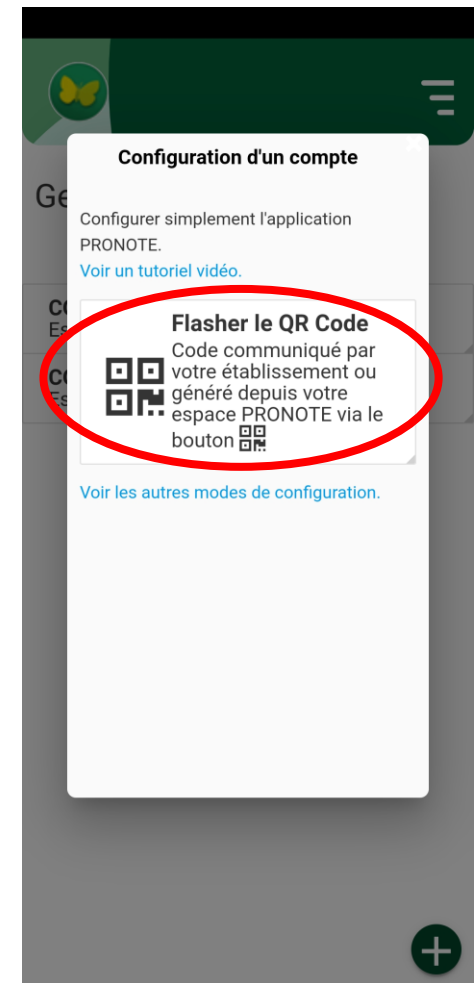 Configuration d'un compte
Ge
Configurer simplement l'application
PRONOTE.
Voir un tutoriel vidéo.
Flasher le QR Code
Code communiqué par
votre établissement ou
généré depuis votre
espace PRONOTE via le
bouton
Voir les autres modes de configuration.